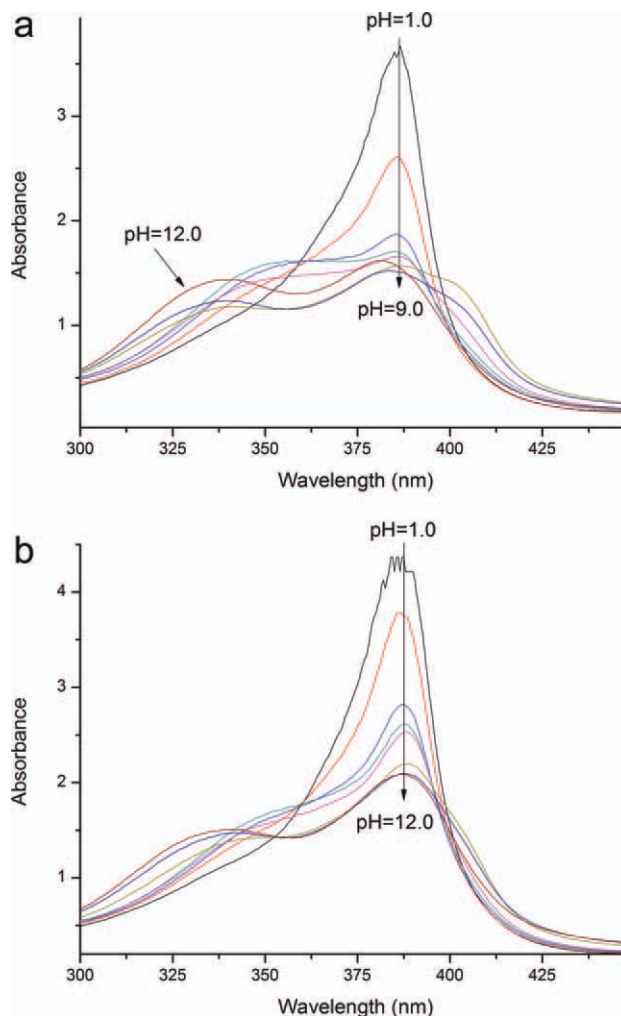 a
pH=1.0
3
2
1
Absorbance
pH=12.0
pH=9.0
300 325 350 375 400 425
Wavelength (nm)
b
pH=1.0
4
3
2
1
Absorbance
pH=12.0
300 325 350 375 400 425
Wavelength (nm)